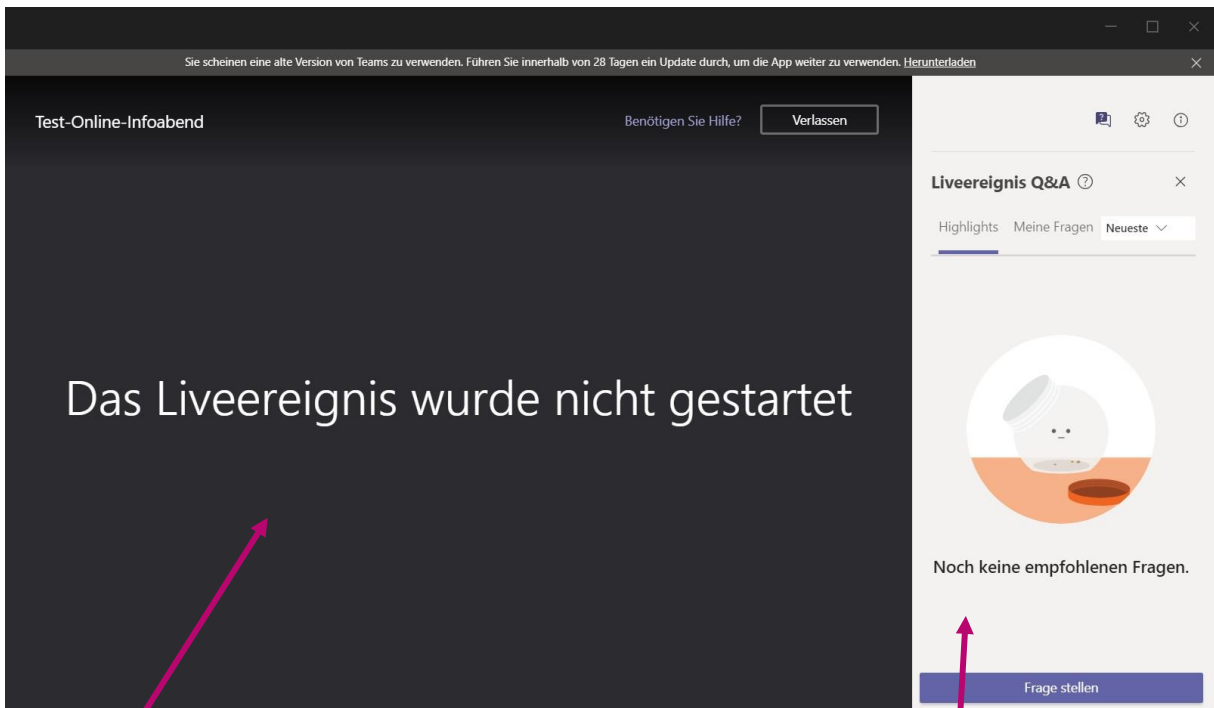 Sie scheinen eine alte Version von Teams zu verwenden. Führen Sie innerhalb von 28 Tagen ein Update durch, um die App weiter zu verwenden. Herunterladen
Test-Online-Infoabend
Benötigen Sie Hilfe?
Verlassen
Das Liveereignis wurde nicht gestartet
Liveereignis Q&A
Highlights Meine Fragen Neueste
Noch keine empfohlenen Fragen.
Frage stellen